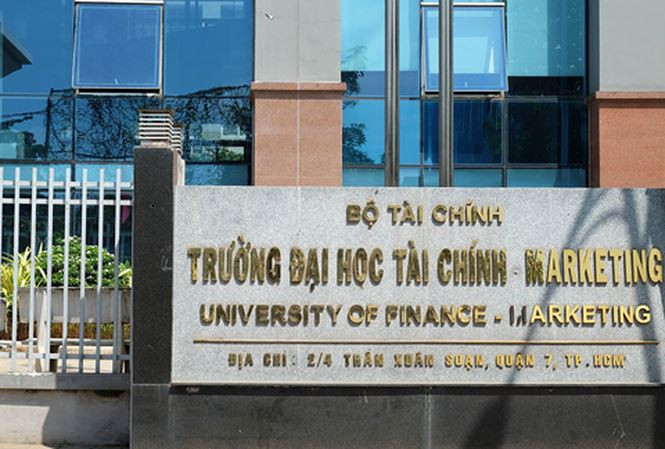 BỘ TÀI CHÍNH
TRƯỜNG ĐẠI HỌC TÀI CHÍNH - MARKETING
UNIVERSITY OF FINANCE - MARKETING
ĐỊA CHỈ : 2/4 TRẦN XUÂN SOẠN, QUẬN 7, TP.HCM